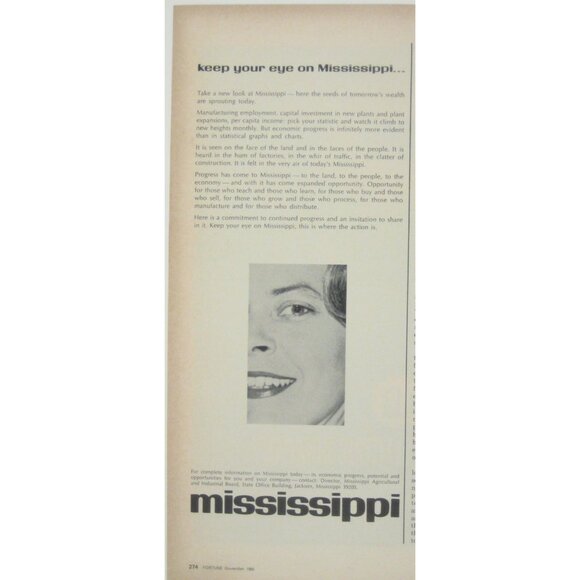 keep your eye on Mississippi...
Take a new look at Mississippi — here the seeds of tomorrow's wealth
are sprouting today.
Manufacturing employment, capital investment in new plants and plant
expansions, per capita income: pick your statistic and watch it climb to
new heights monthly. But economic progress is infinitely more evident
than in statistical graphs and charts.
It is seen on the face of the land and in the faces of the people. It is
heard in the hum of factories, in the whir of traffic, in the clatter of
construction. It is felt in the very air of today's Mississippi.
Progress has come to Mississippi — to the land, to the people, to the
economy — and with it has come expanded opportunity. Opportunity
for those who teach and those who learn, for those who buy and those
who sell, for those who grow and those who process, for those who
manufacture and for those who distribute.
Here is a commitment to continued progress and an invitation to share
in it. Keep your eye on Mississippi, this is where the action is.
For complete information on Mississippi today — its economic progress, potential and
opportunities for you and your company — contact: Director, Mississippi Agricultural
and Industrial Board, State Office Building, Jackson, Mississippi
mississippi
274 FORTUNE November